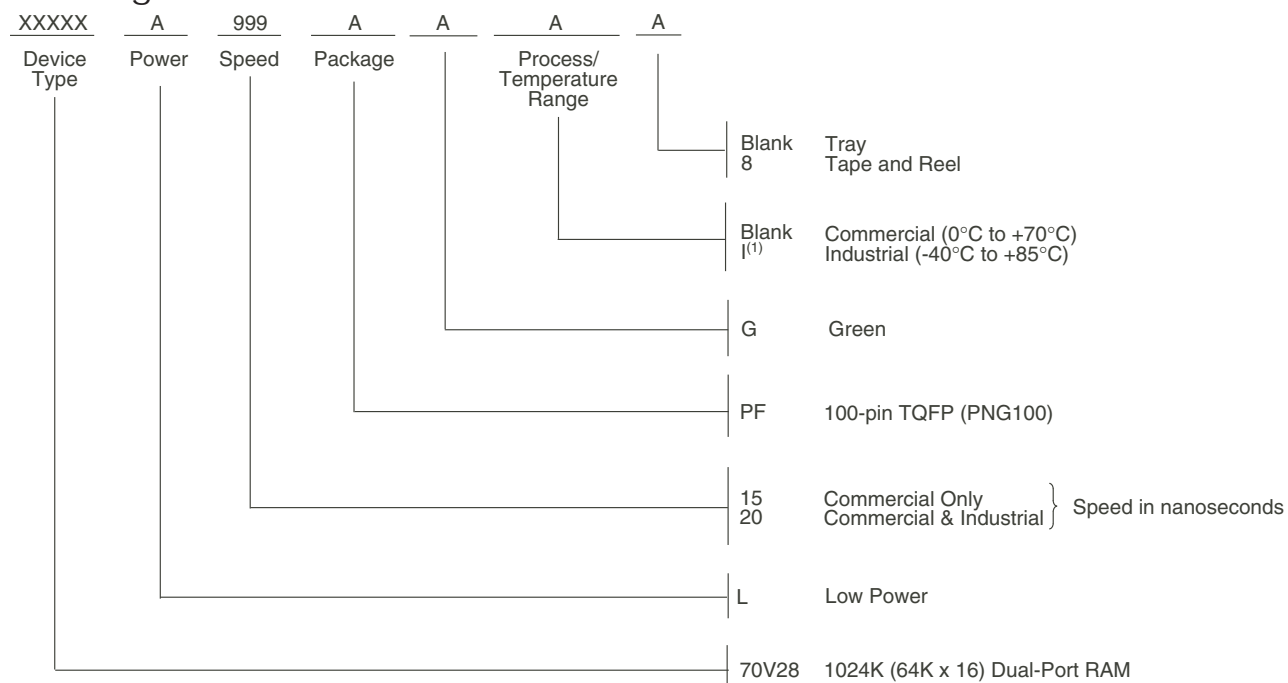 XXXXX A 999 A A A A
Device Type Power Speed Package Process/ Temperature Range
Blank Tray
8 Tape and Reel
Blank Commercial (0°C to +70°C)
I(1) Industrial (-40°C to +85°C)
G Green
PF 100-pin TQFP (PNG100)
15 Commercial Only
20 Commercial & Industrial
Speed in nanoseconds
L Low Power
70V28 1024K (64K x 16) Dual-Port RAM